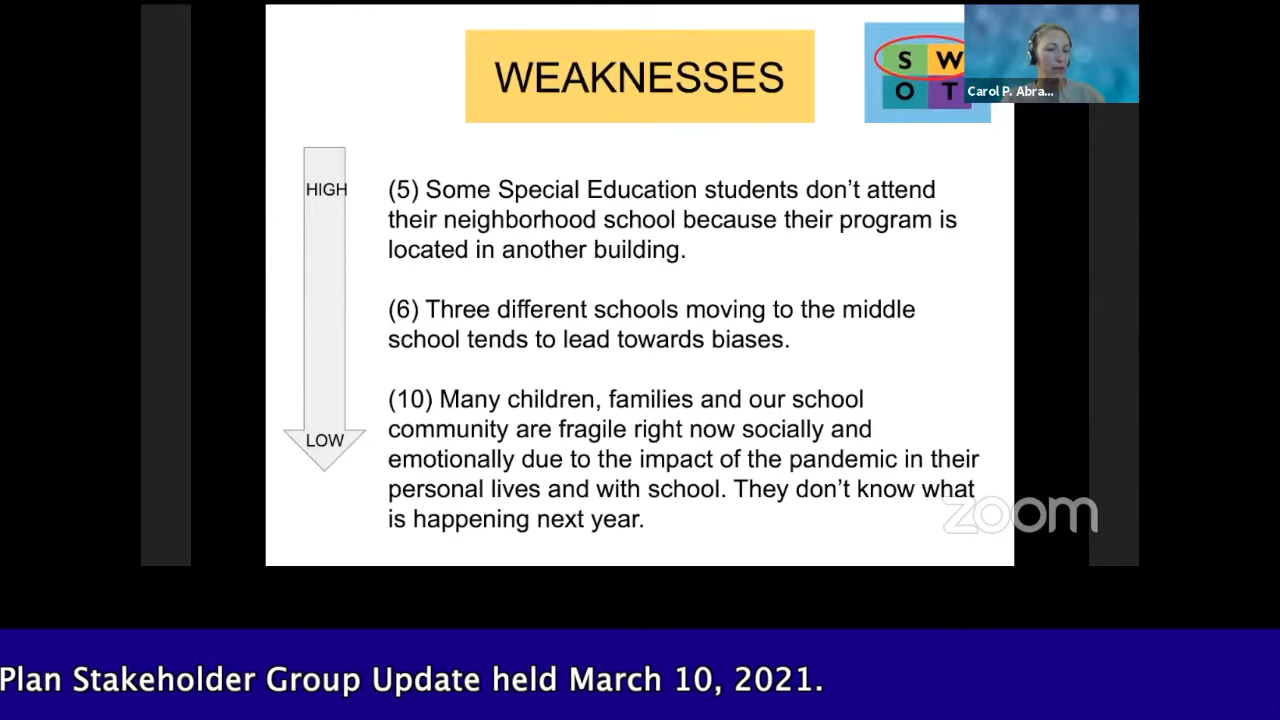 WEAKNESSES
S W
O T
Carol P. Abra...
HIGH
(5) Some Special Education students don’t attend
their neighborhood school because their program is
located in another building.
(6) Three different schools moving to the middle
school tends to lead towards biases.
(10) Many children, families and our school
community are fragile right now socially and
LOW
emotionally due to the impact of the pandemic in their
personal lives and with school. They don’t know what
is happening next year.
zoom
Plan Stakeholder Group Update held March 10, 2021.